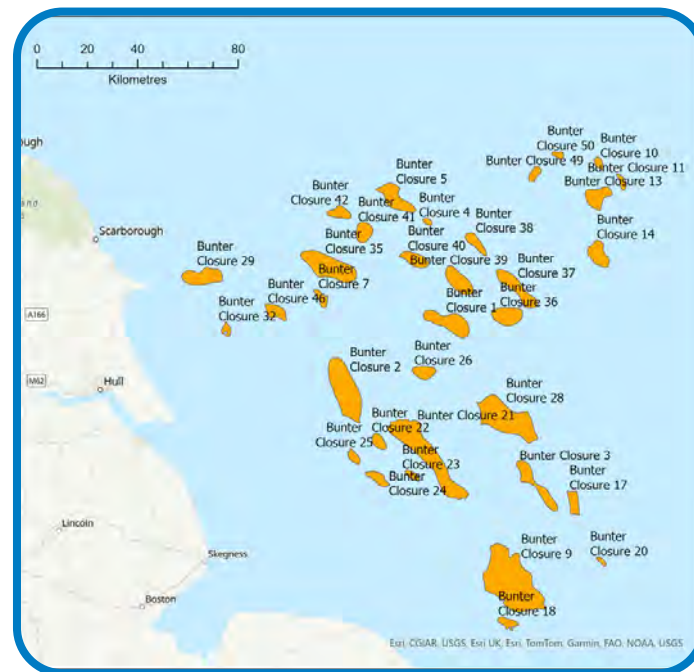 0 20 40 60 80
Kilometres
ough
Bunter
Closure 50
Bunter
Closure 10
Bunter Closure 49
Bunter Closure 11
Bunter
Closure 5
Bunter Closure 13
Bunter
Closure 42
Bunter
Closure 41
Bunter
Closure 4
Bunter
Closure 38
Bunter
Closure 14
Scarborough
Bunter
Closure 35
Bunter
Closure 40
Bunter
Closure 29
Bunter Closure 39
Bunter
Closure 37
Bunter
Closure 7
Bunter
Closure 46
Bunter
Closure 1
Bunter
Closure 36
Bunter
Closure 32
A166
Bunter
Closure 2
Bunter
Closure 26
M62
Hull
Bunter
Closure 28
Bunter
Closure 22
Bunter Closure 21
Bunter
Closure 25
Bunter
Closure 23
Bunter Closure 3
Bunter
Closure 24
Bunter
Closure 17
Lincoln
Bunter
Closure 9
Bunter
Closure 20
Skegness
Bunter
Closure 18
Boston
Esri, CGIAR, USGS, Esri UK, Esri, TomTom, Garmin, FAO, NOAA, USGS